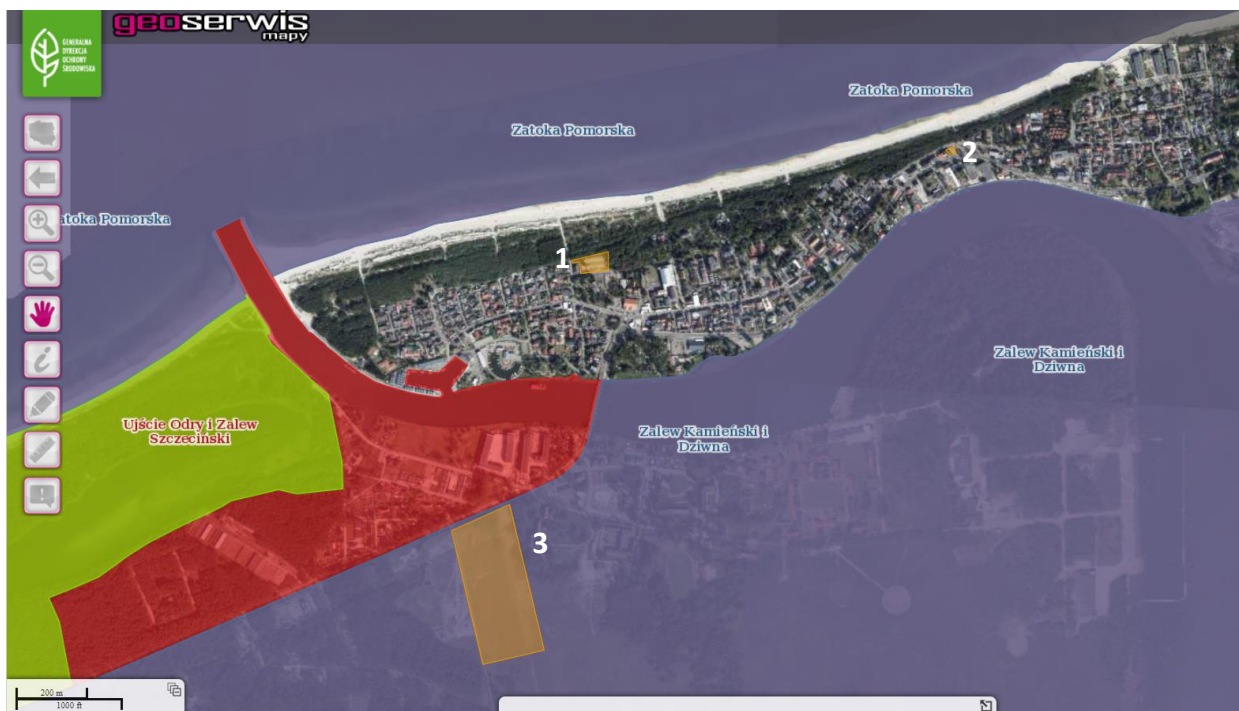 GENERALNA
DYREKCJA
OCHRONY
ŚRODOWISKA
geoserwis
mapy
Zatoka Pomorska
Zatoka Pomorska
2
atoka Pomorska
1
Zalew Kamieński i
Dziwna
Ujście Odry i Zalew
Szczeciński
Zalew Kamieński i
Dziwna
3
200 m
1000 ft